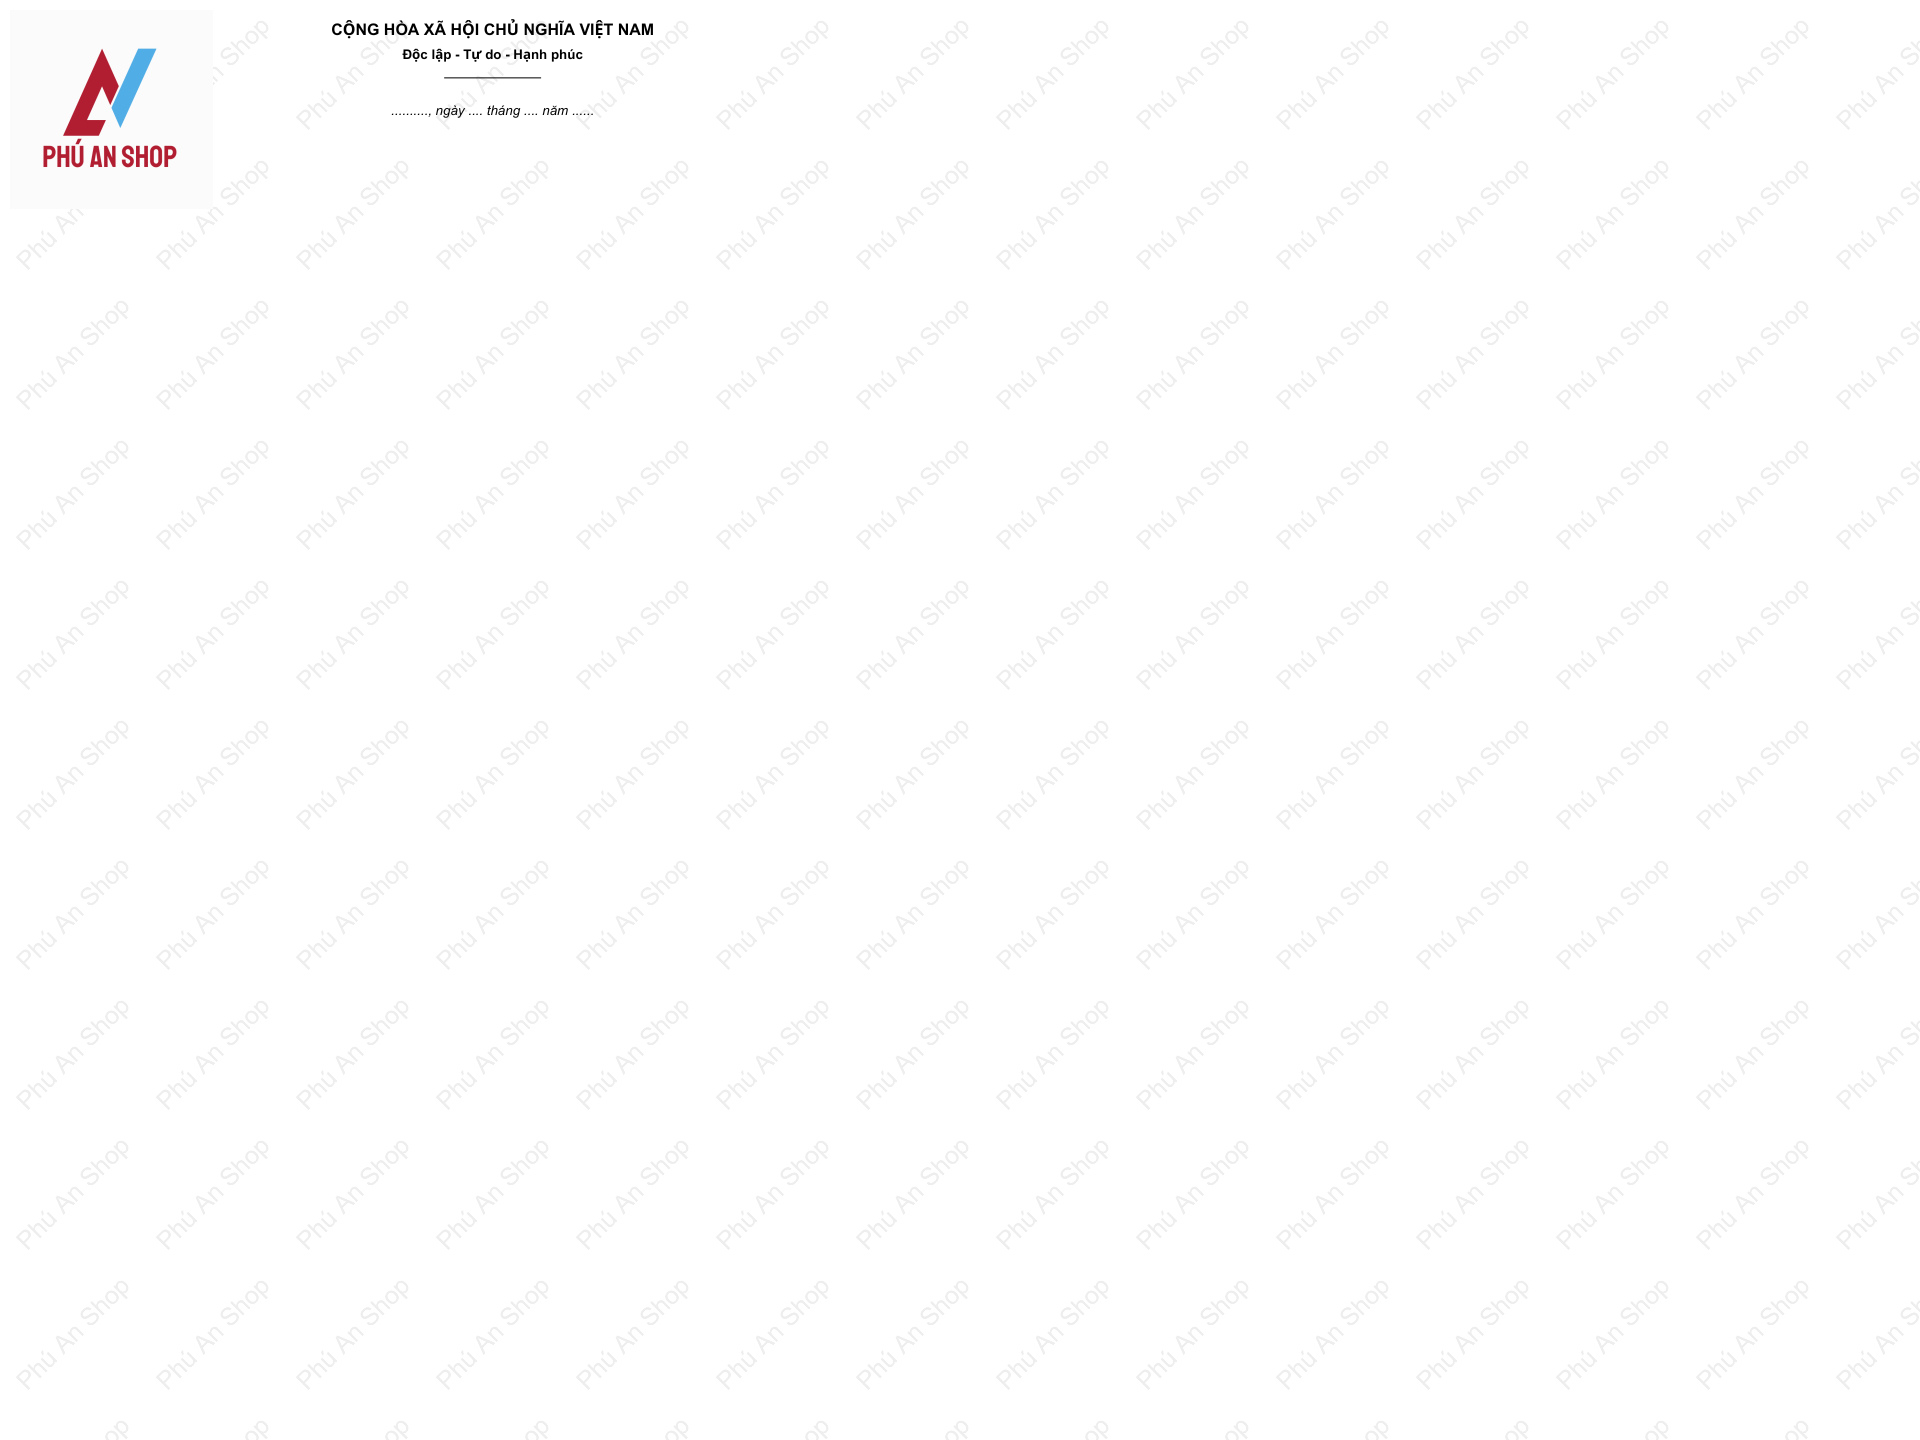 PHÚ AN SHOP
CỘNG HÒA XÃ HỘI CHỦ NGHĨA VIỆT NAM
Độc lập - Tự do - Hạnh phúc
.........., ngày .... tháng .... năm ......
Phú An Shop